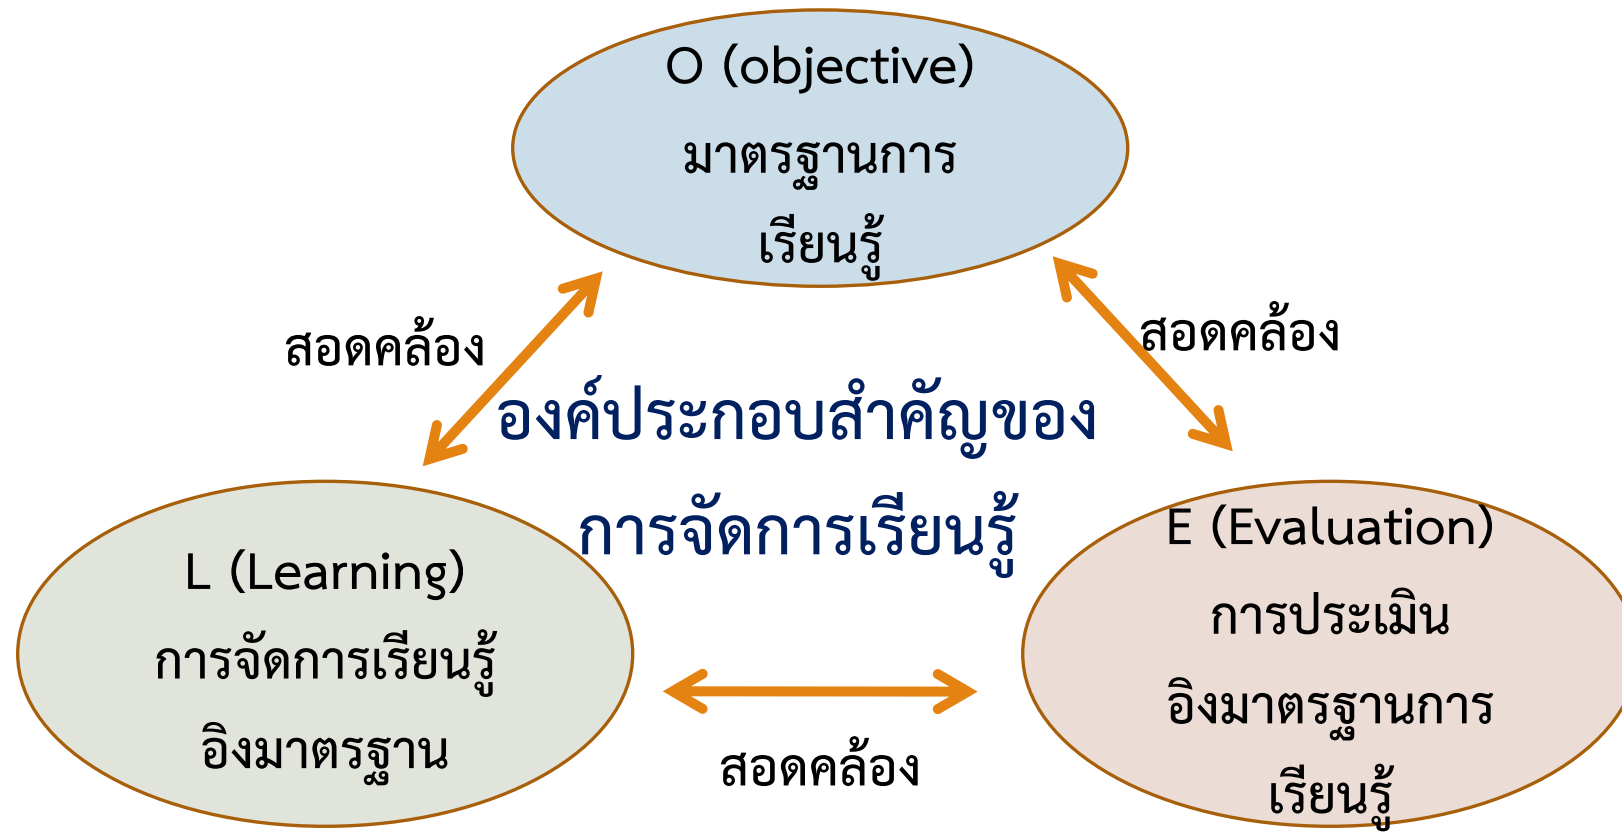 O (objective)
มาตรฐานการ
เรียนรู้
สอดคล้อง
สอดคล้อง
องค์ประกอบสำคัญของ
การจัดการเรียนรู้
L (Learning)
การจัดการเรียนรู้
อิงมาตรฐาน
E (Evaluation)
การประเมิน
อิงมาตรฐานการ
เรียนรู้
สอดคล้อง